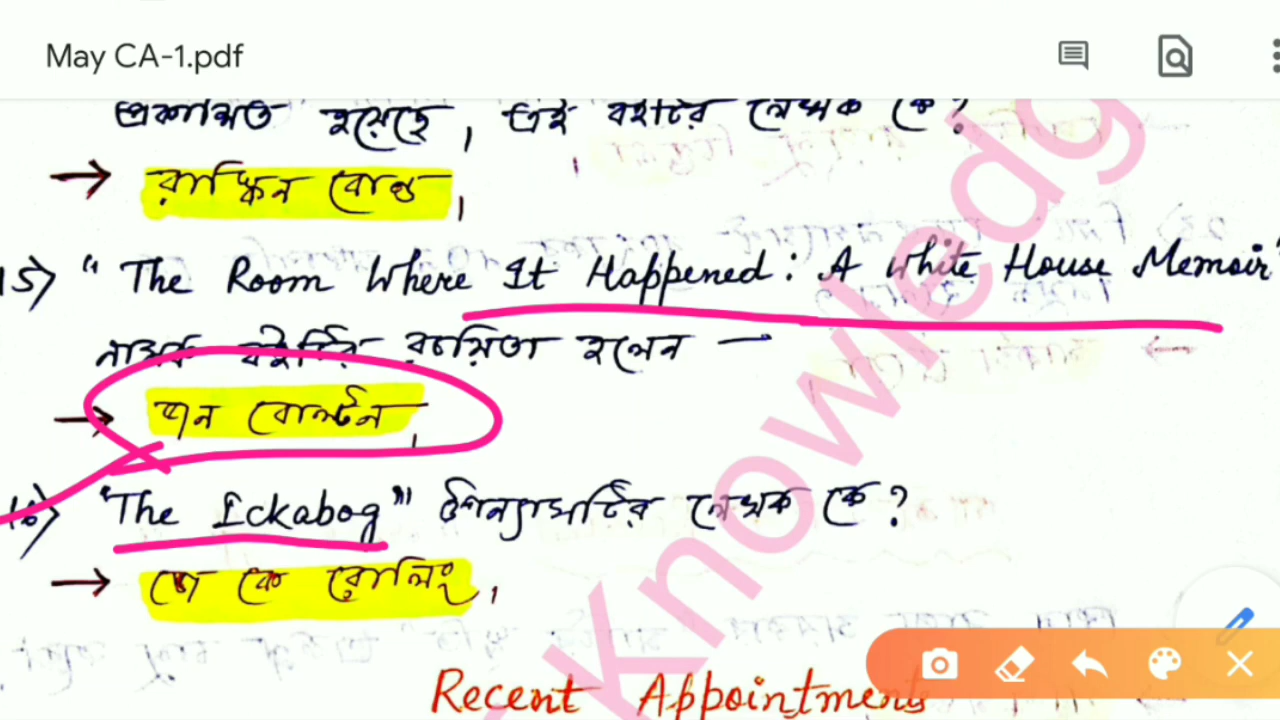 May CA-1.pdf
প্রকাশিত হয়েছে, এই বইটির লেখক কে?
→ রাস্কিন বোন্ড,
15) "The Room Where It Happened: A White House Memoir"
নামক বইটির রচয়িতা হলেন —
→ জন বোল্টন,
16) "The Ickabog" উপন্যাসটির লেখক কে?
→ জে কে রোলিং,
Recent Appointments
Knowledg